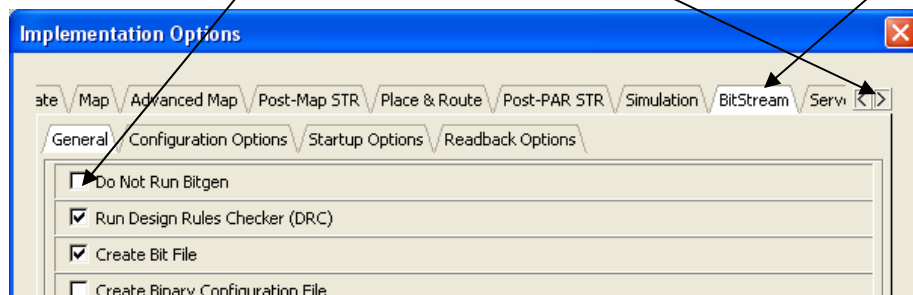 Implementation Options
ate Map Advanced Map Post-Map STR Place & Route Post-PAR STR Simulation BitStream Serv
General Configuration Options Startup Options Readback Options
Do Not Run Bitgen
Run Design Rules Checker (DRC)
Create Bit File
Create Binary Configuration File